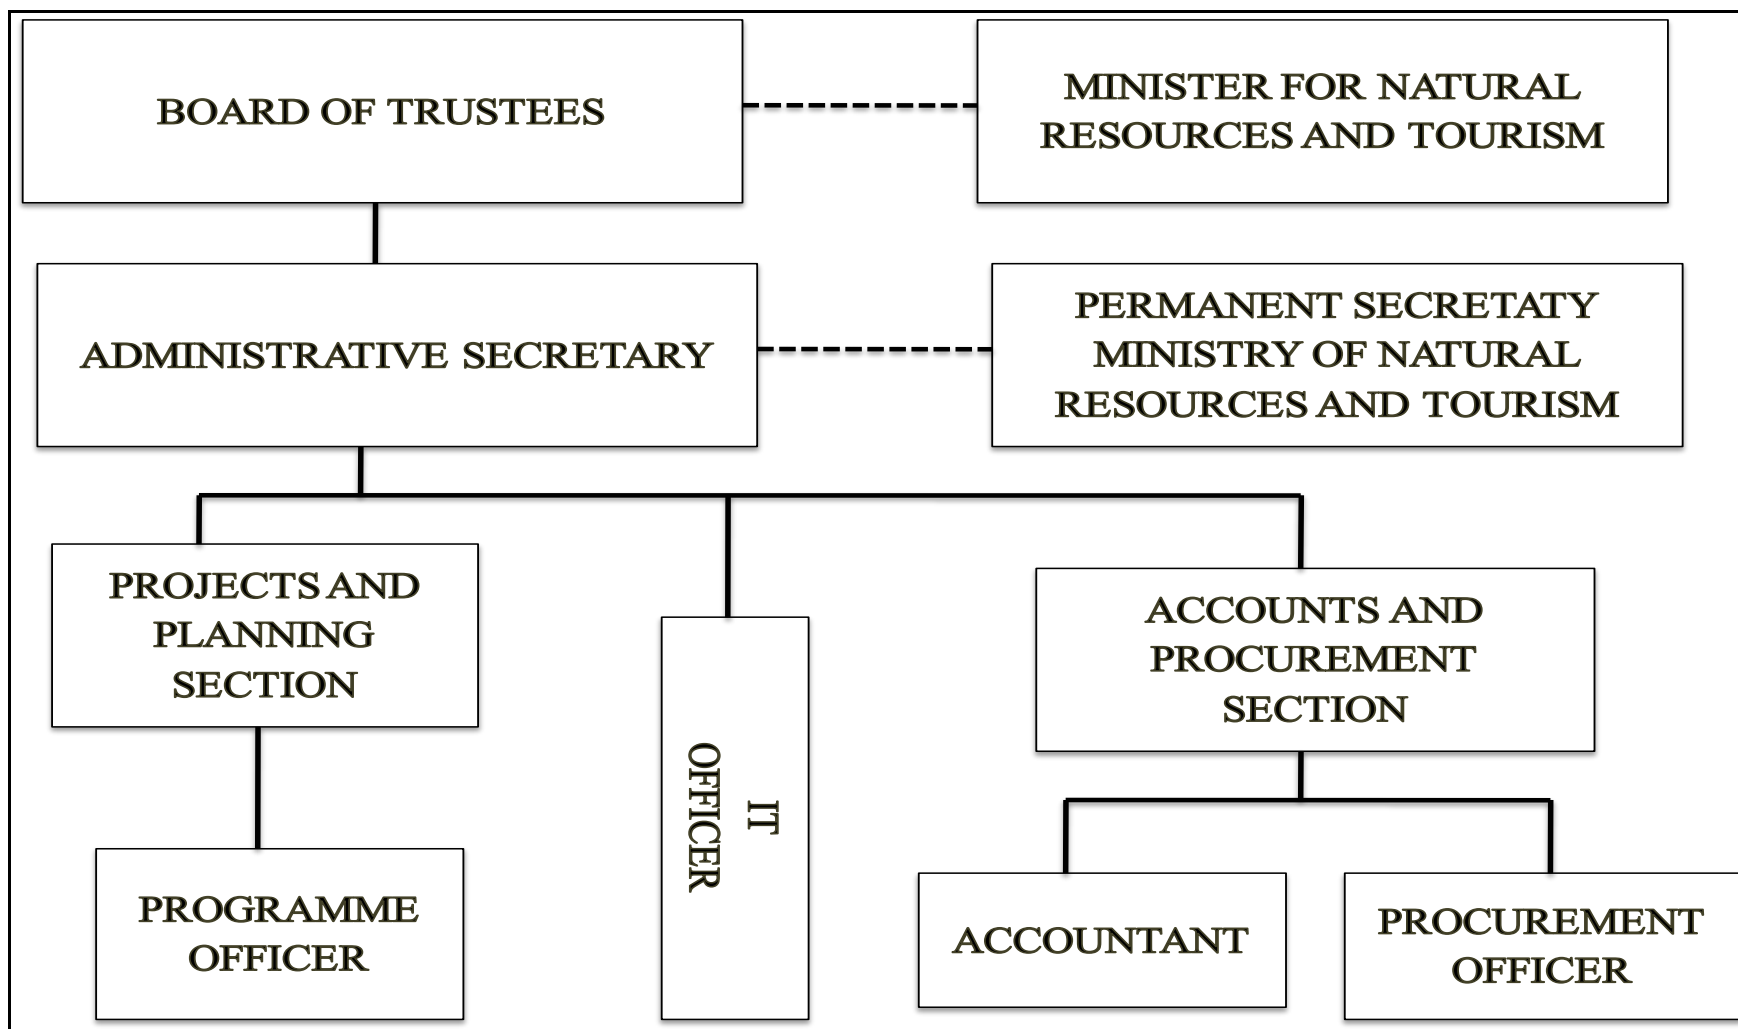 BOARD OF TRUSTEES
MINISTER FOR NATURAL
RESOURCES AND TOURISM
ADMINISTRATIVE SECRETARY
PERMANENT SECRETATY
MINISTRY OF NATURAL
RESOURCES AND TOURISM
PROJECTS AND
PLANNING
SECTION
IT
OFFICER
ACCOUNTS AND
PROCUREMENT
SECTION
PROGRAMME
OFFICER
ACCOUNTANT
PROCUREMENT
OFFICER